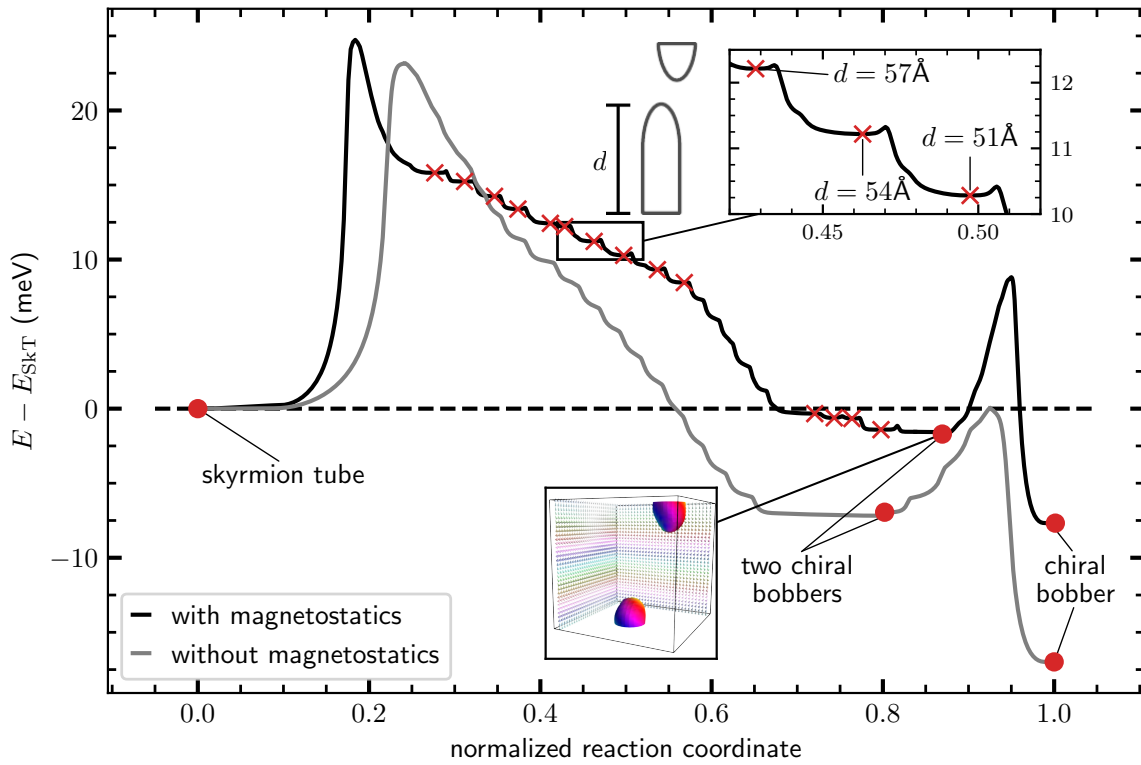 E − E_SkT (meV)
20
10
0
−10
d
d = 57Å
d = 51Å
d = 54Å
12
11
10
0.45
0.50
skyrmion tube
two chiral
bobbers
chiral
bobber
with magnetostatics
without magnetostatics
0.0
0.2
0.4
0.6
0.8
1.0
normalized reaction coordinate